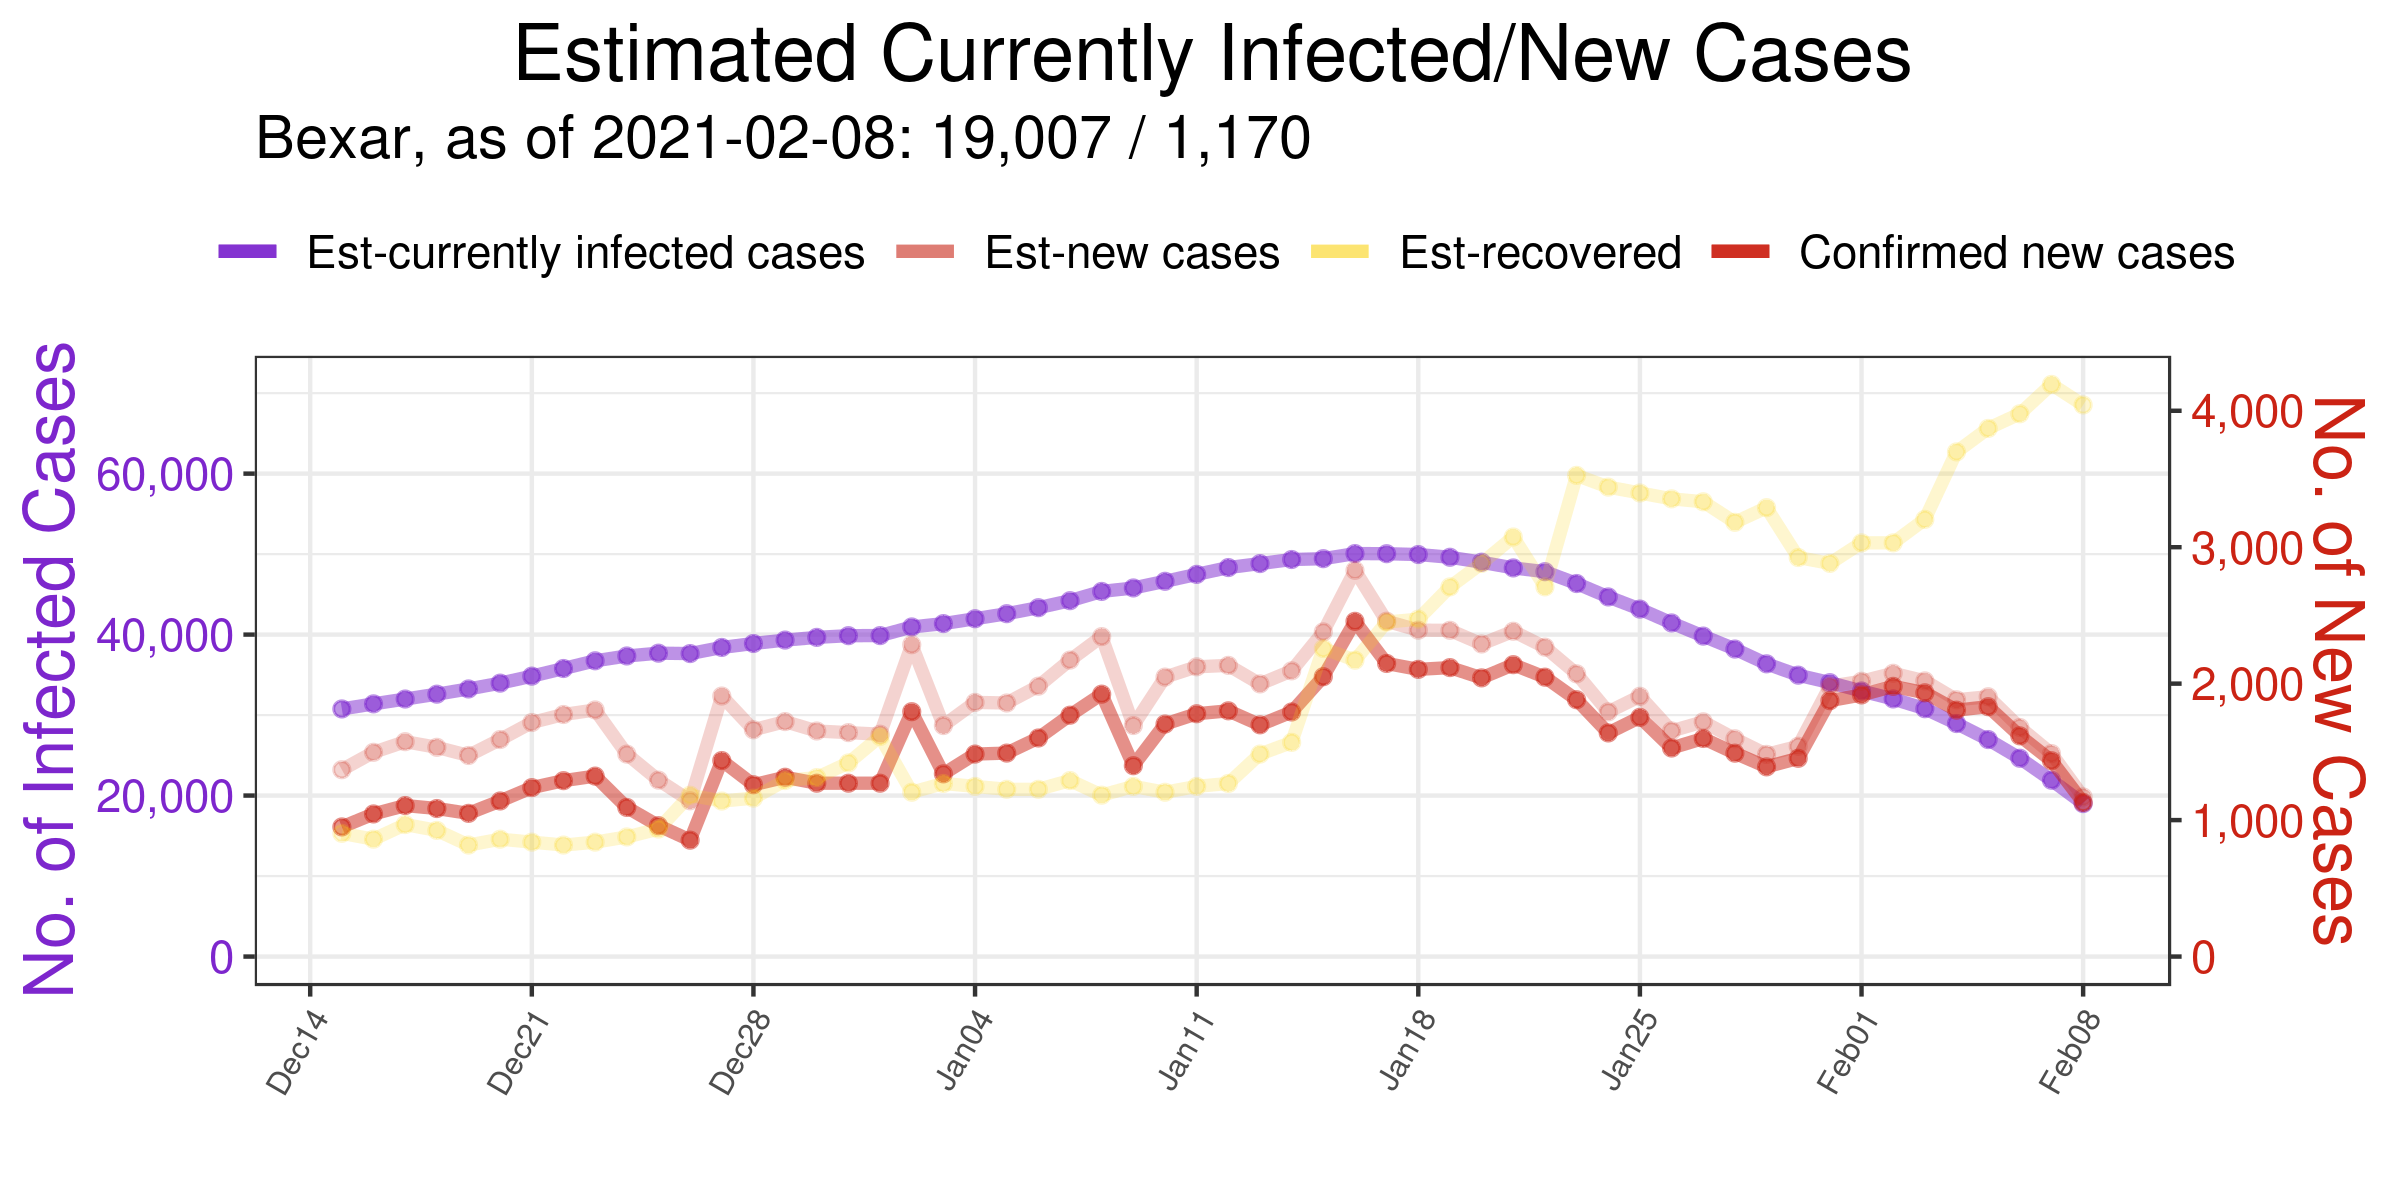 Estimated Currently Infected/New Cases
Bexar, as of 2021-02-08: 19,007 / 1,170
Est-currently infected cases Est-new cases Est-recovered Confirmed new cases
No. of Infected Cases
60,000
40,000
20,000
0
4,000
3,000
2,000
1,000
0
No. of New Cases
Dec14 Dec21 Dec28 Jan04 Jan11 Jan18 Jan25 Feb01 Feb08